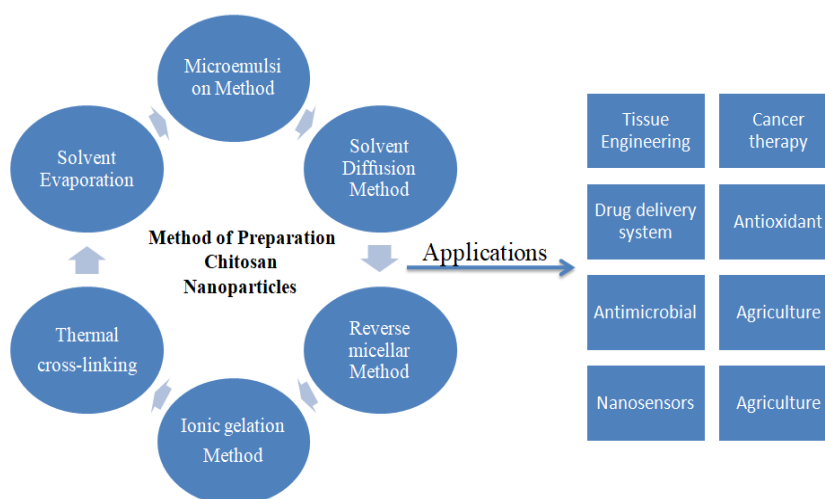 Microemulsi
on Method
Solvent
Diffusion
Method
Reverse
micellar
Method
Ionic gelation
Method
Thermal
cross-linking
Solvent
Evaporation
Method of Preparation
Chitosan
Nanoparticles
Applications
Tissue
Engineering
Cancer
therapy
Drug delivery
system
Antioxidant
Antimicrobial
Agriculture
Nanosensors
Agriculture